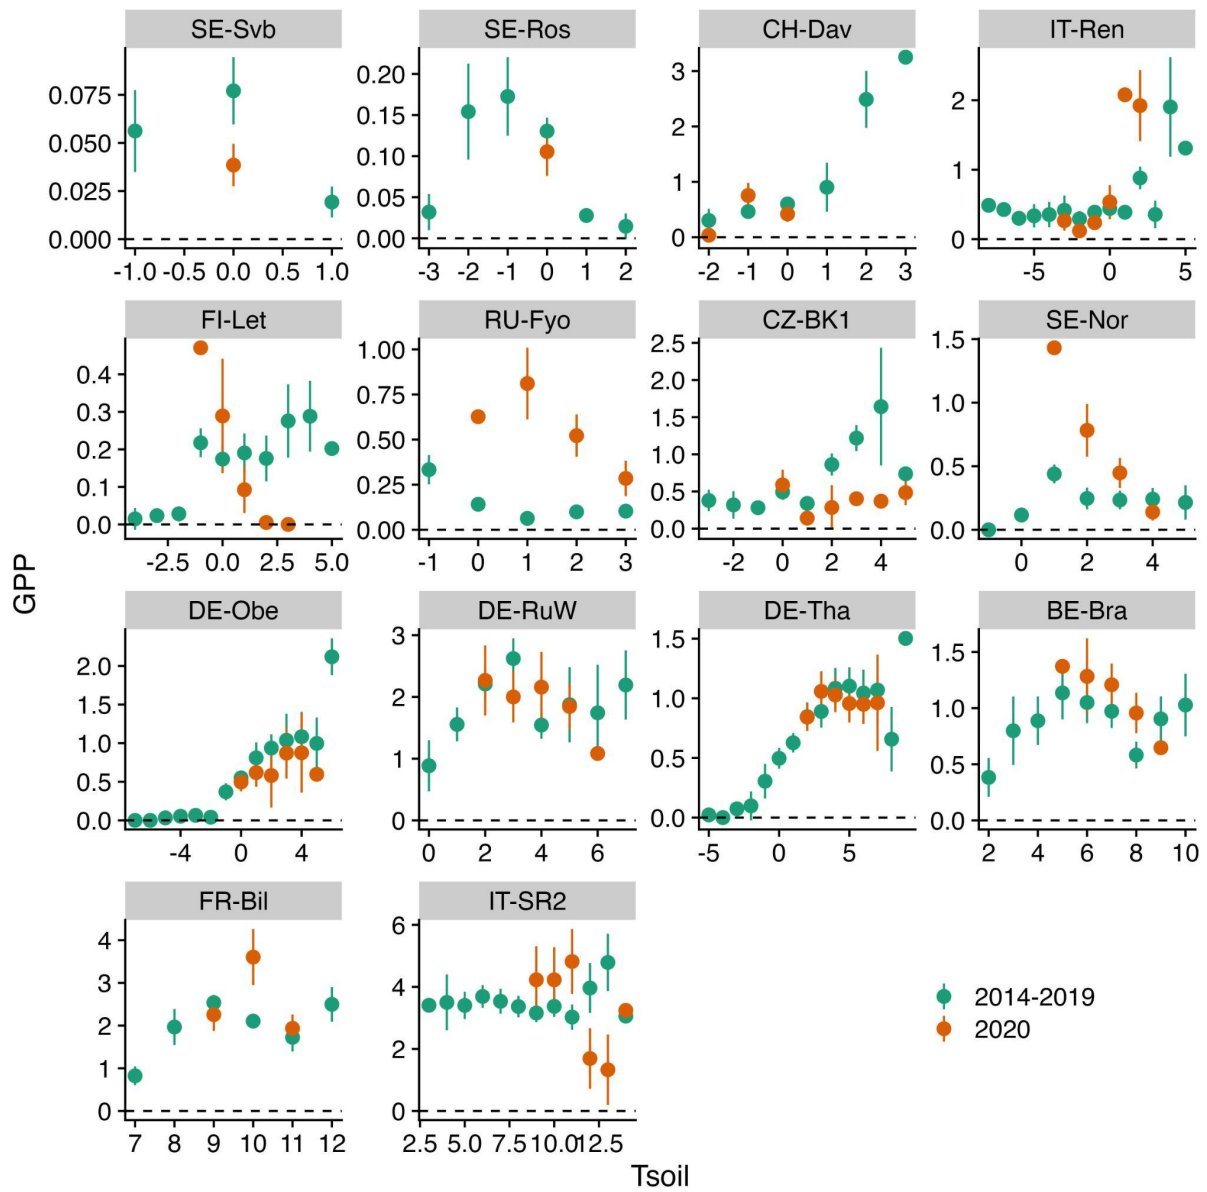 SE-Svb SE-Ros CH-Dav IT-Ren
0.075 0.050 0.025 0.000
0.20 0.15 0.10 0.05 0.00
3 2 1 0
2 1 0
-1.0 -0.5 0.0 0.5 1.0
-3 -2 -1 0 1 2
-2 -1 0 1 2 3
-5 0 5
FI-Let RU-Fyo CZ-BK1 SE-Nor
0.4 0.3 0.2 0.1 0.0
1.00 0.75 0.50 0.25 0.00
2.5 2.0 1.5 1.0 0.5 0.0
1.5 1.0 0.5 0.0
-2.5 0.0 2.5 5.0
-1 0 1 2 3
-2 0 2 4
0 2 4
GPP
DE-Obe DE-RuW DE-Tha BE-Bra
2.0 1.5 1.0 0.5 0.0
3 2 1 0
1.5 1.0 0.5 0.0
1.5 1.0 0.5 0.0
-4 0 4
0 2 4 6
-5 0 5
2 4 6 8 10
FR-Bil IT-SR2
4 3 2 1 0
6 4 2 0
7 8 9 10 11 12
2.5 5.0 7.5 10.0 12.5
2014-2019
2020
Tsoil